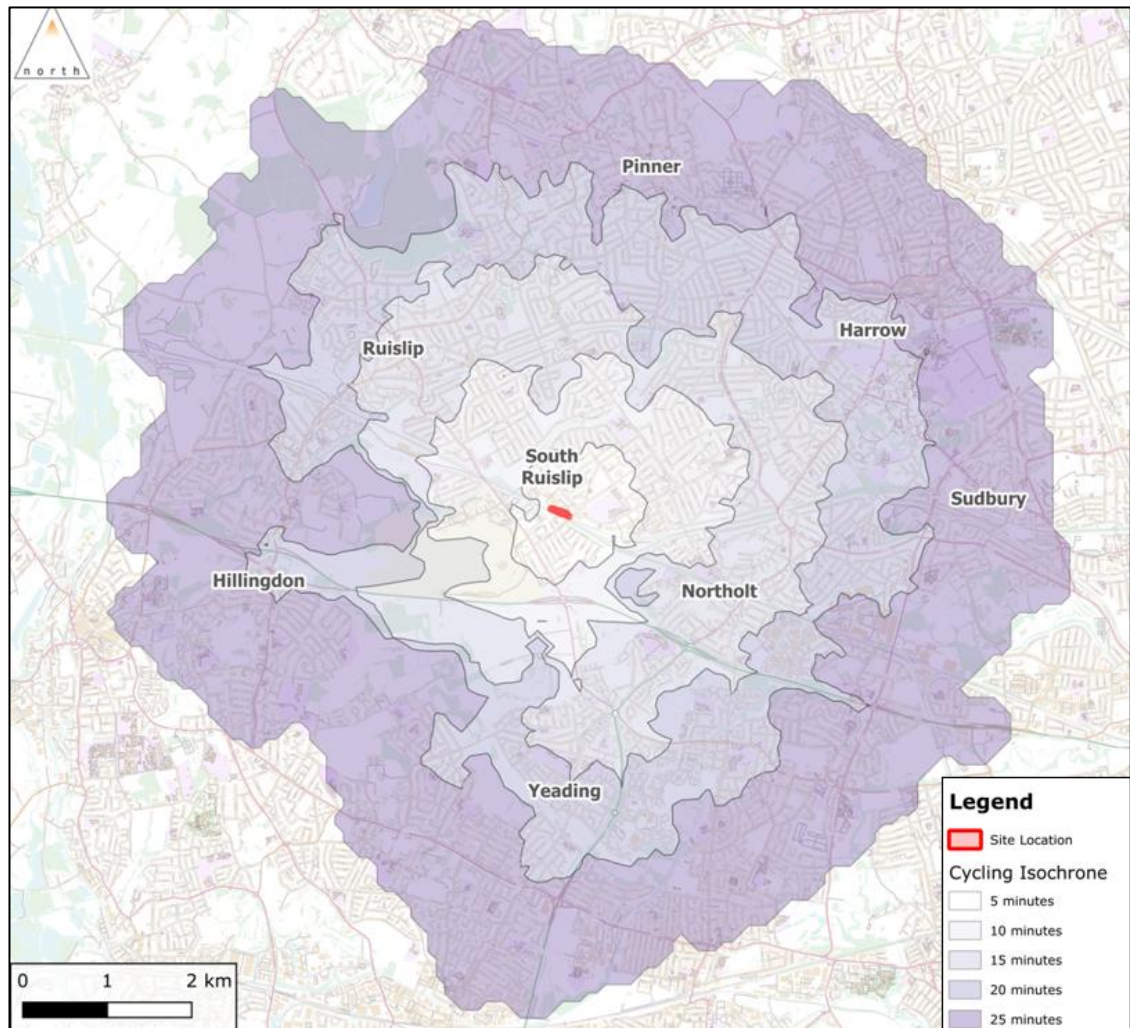 north
Pinner
Harrow
Ruislip
South
Ruislip
Sudbury
Hillingdon
Northolt
Yeading
Legend
Site Location
Cycling Isochrone
5 minutes
10 minutes
15 minutes
20 minutes
25 minutes
0 1 2 km